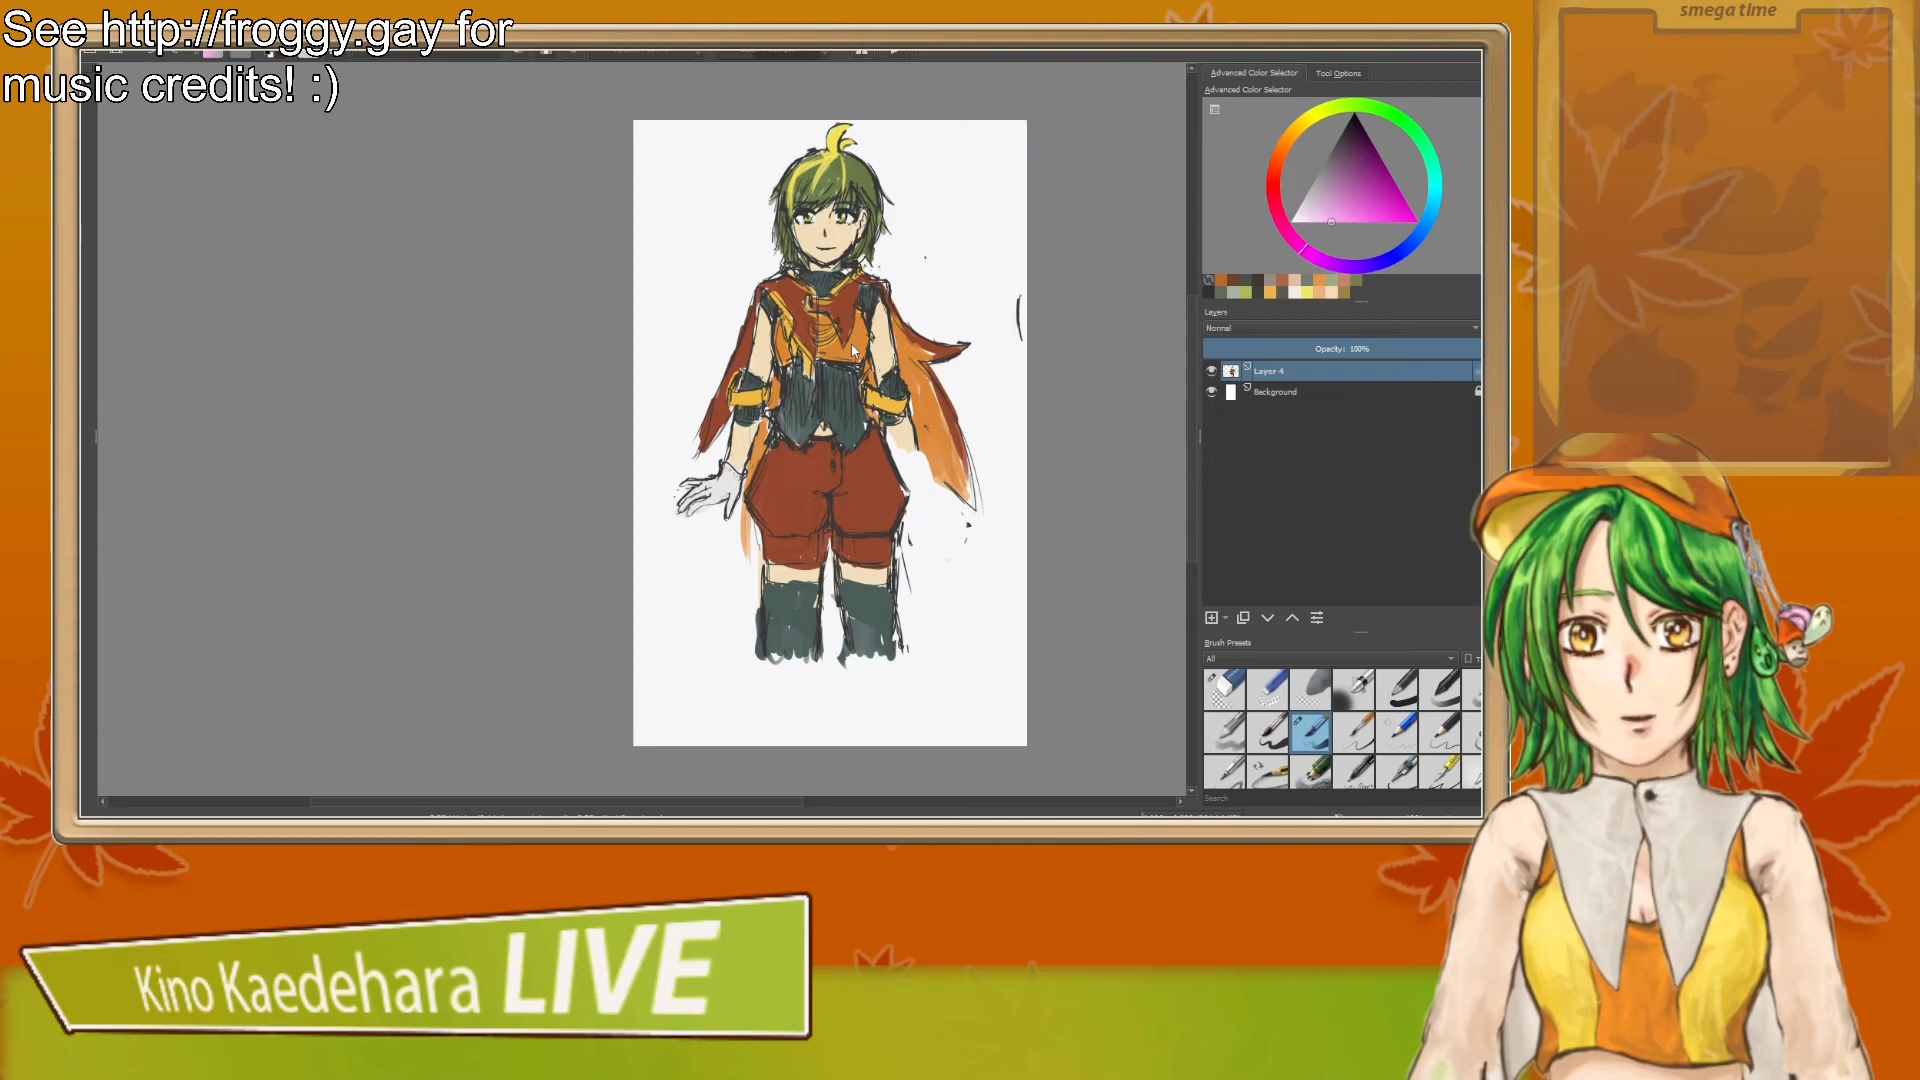 See http://froggy.gay for
music credits! :)
smega time
Advanced Color Selector
Tool Options
Advanced Color Selector
Layers
Normal
Opacity: 100%
Layer 4
Background
Brush Presets
All
Search
Kino Kaedehara LIVE